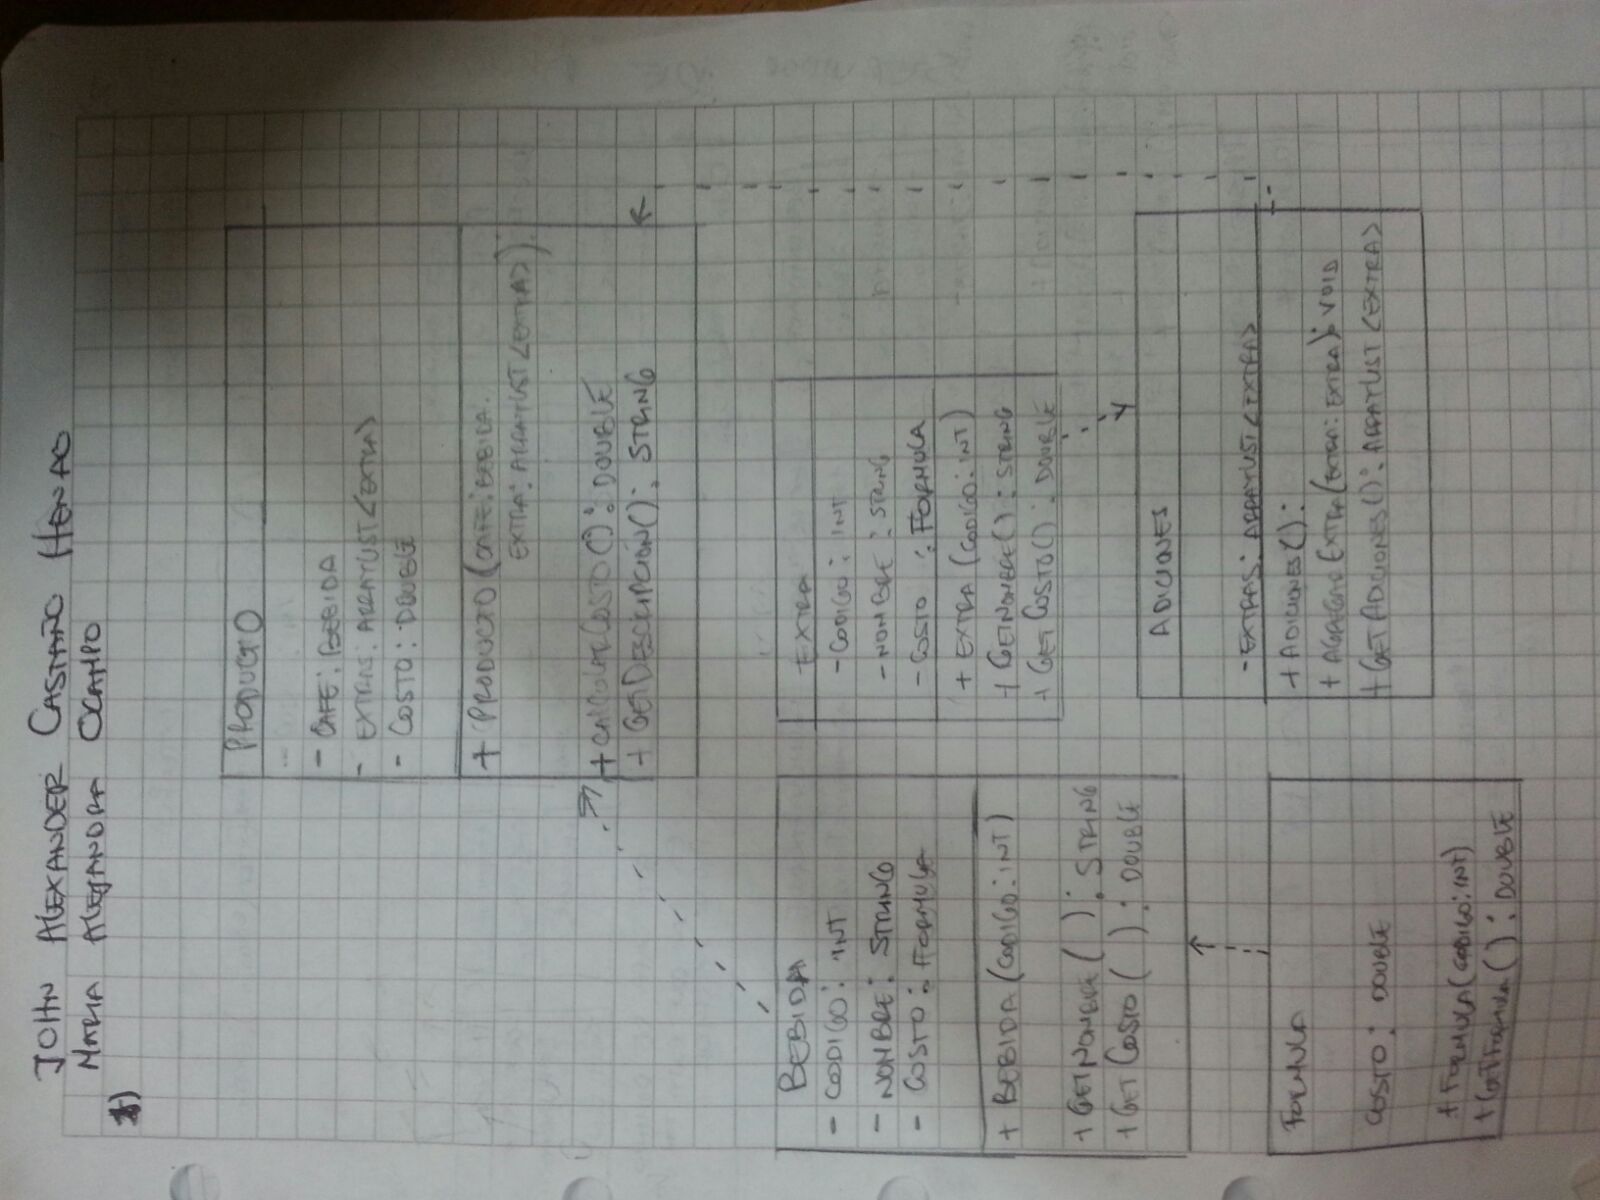 JOHN ALEXANDER CASTAÑO HENAO
MARIA ALEJANDRA OCAMPO
1)
PRODUCTO
- CAFE: BEBIDA
- EXTRAS: ARRAYLIST <EXTRA>
- COSTO: DOUBLE
+ PRODUCTO (CAFE: BEBIDA.
EXTRA: ARRAYLIST <EXTRA>):
+ CALCULARCOSTO (): DOUBLE
+ GETDESCIPCIÓN(): STRING
BEBIDA
- CODIGO: INT
- NOMBRE: STRING
- COSTO: FORMULA
+ BEBIDA (CODIGO: INT)
+ GETNOMBRE (): STRING
+ GET COSTO (): DOUBLE
EXTRA
- CODIGO: INT
- NOMBRE: STRING
- COSTO: FORMULA
+ EXTRA (CODIGO: INT)
+ GETNOMBRE(): STRING
+ GET COSTO(): DOUBLE
ADICIONES
- EXTRAS: ARRAYLIST <EXTRA>
+ ADICIONES():
+ AGREGAR EXTRA (EXTRA: EXTRA): VOID
+ GET ADICIONES(): ARRAYLIST <EXTRA>
FORMULA
COSTO: DOUBLE
+ FORMULA (CODIGO: INT)
+ GETFORMULA (): DOUBLE